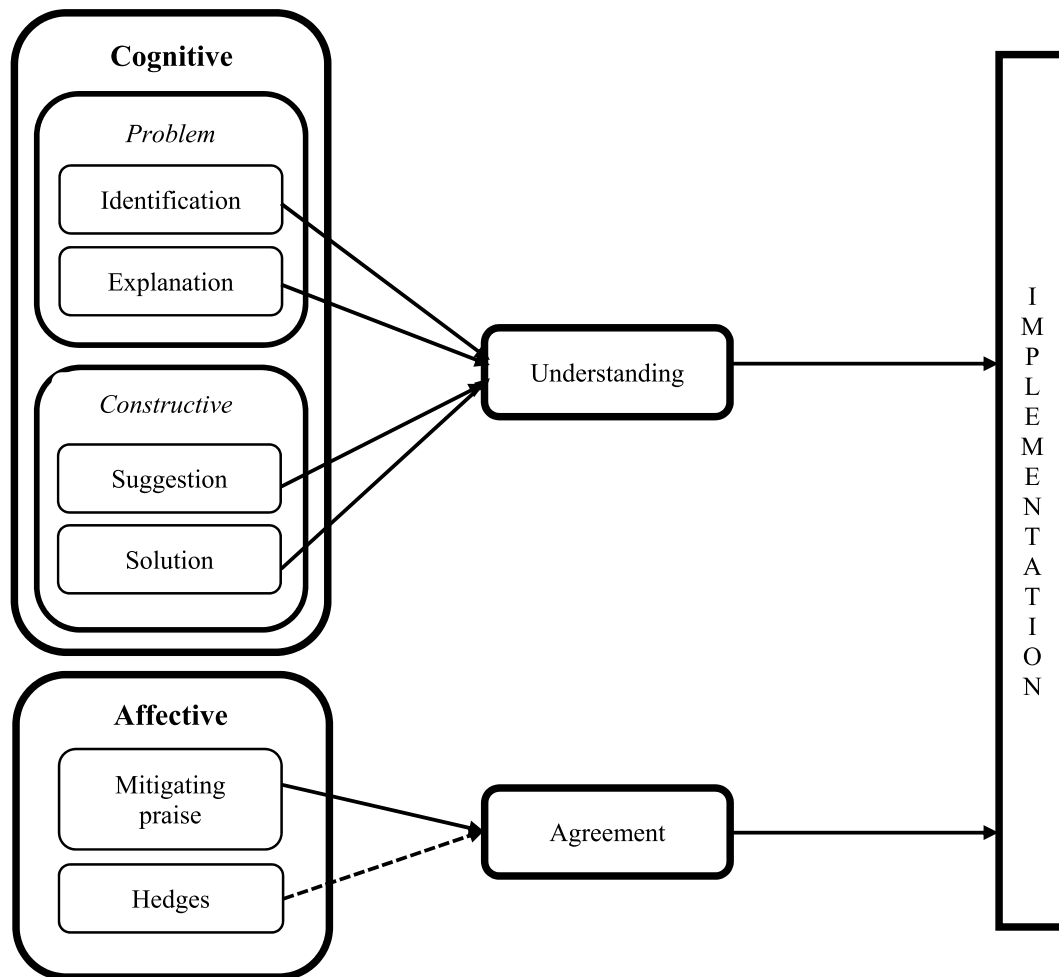 Cognitive
Problem
Identification
Explanation
Constructive
Suggestion
Solution
Affective
Mitigating
praise
Hedges
Understanding
Agreement
I
M
P
L
E
M
E
N
T
A
T
I
O
N